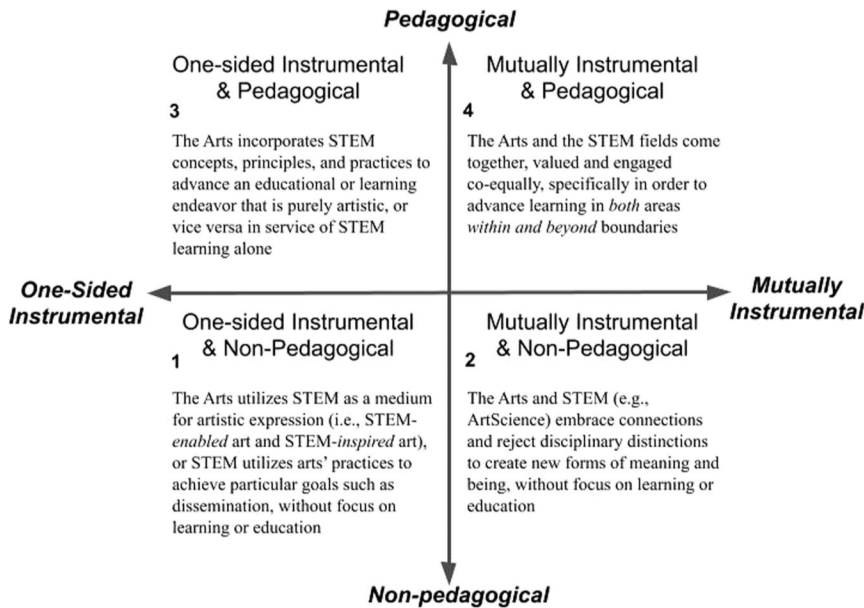 Pedagogical
One-sided Instrumental
& Pedagogical
3
The Arts incorporates STEM
concepts, principles, and practices to
advance an educational or learning
endeavor that is purely artistic, or
vice versa in service of STEM
learning alone
Mutually Instrumental
& Pedagogical
4
The Arts and the STEM fields come
together, valued and engaged
co-equally, specifically in order to
advance learning in both areas
within and beyond boundaries
One-Sided
Instrumental
Mutually
Instrumental
One-sided Instrumental
& Non-Pedagogical
1
The Arts utilizes STEM as a medium
for artistic expression (i.e., STEM-
enabled art and STEM-inspired art),
or STEM utilizes arts’ practices to
achieve particular goals such as
dissemination, without focus on
learning or education
Mutually Instrumental
& Non-Pedagogical
2
The Arts and STEM (e.g.,
ArtScience) embrace connections
and reject disciplinary distinctions
to create new forms of meaning and
being, without focus on learning or
education
Non-pedagogical